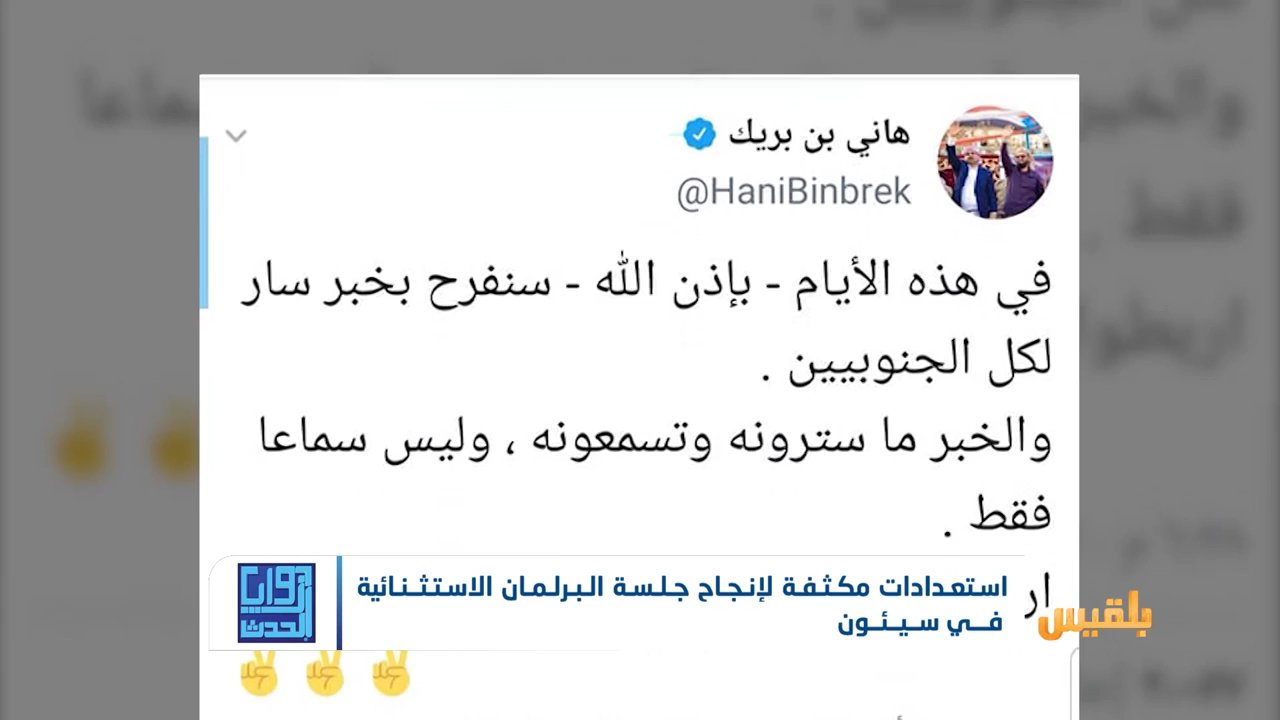 هاني بن بريك
@HaniBinbrek
في هذه الأيام - بإذن الله - سنفرح بخبر سار
لكل الجنوبيين .
والخبر ما سترونه وتسمعونه ، وليس سماعا
فقط .
استعدادات مكثفة لإنجاح جلسة البرلمان الاستثنائية
في سيئون
أبواب الحدث
بلقيس